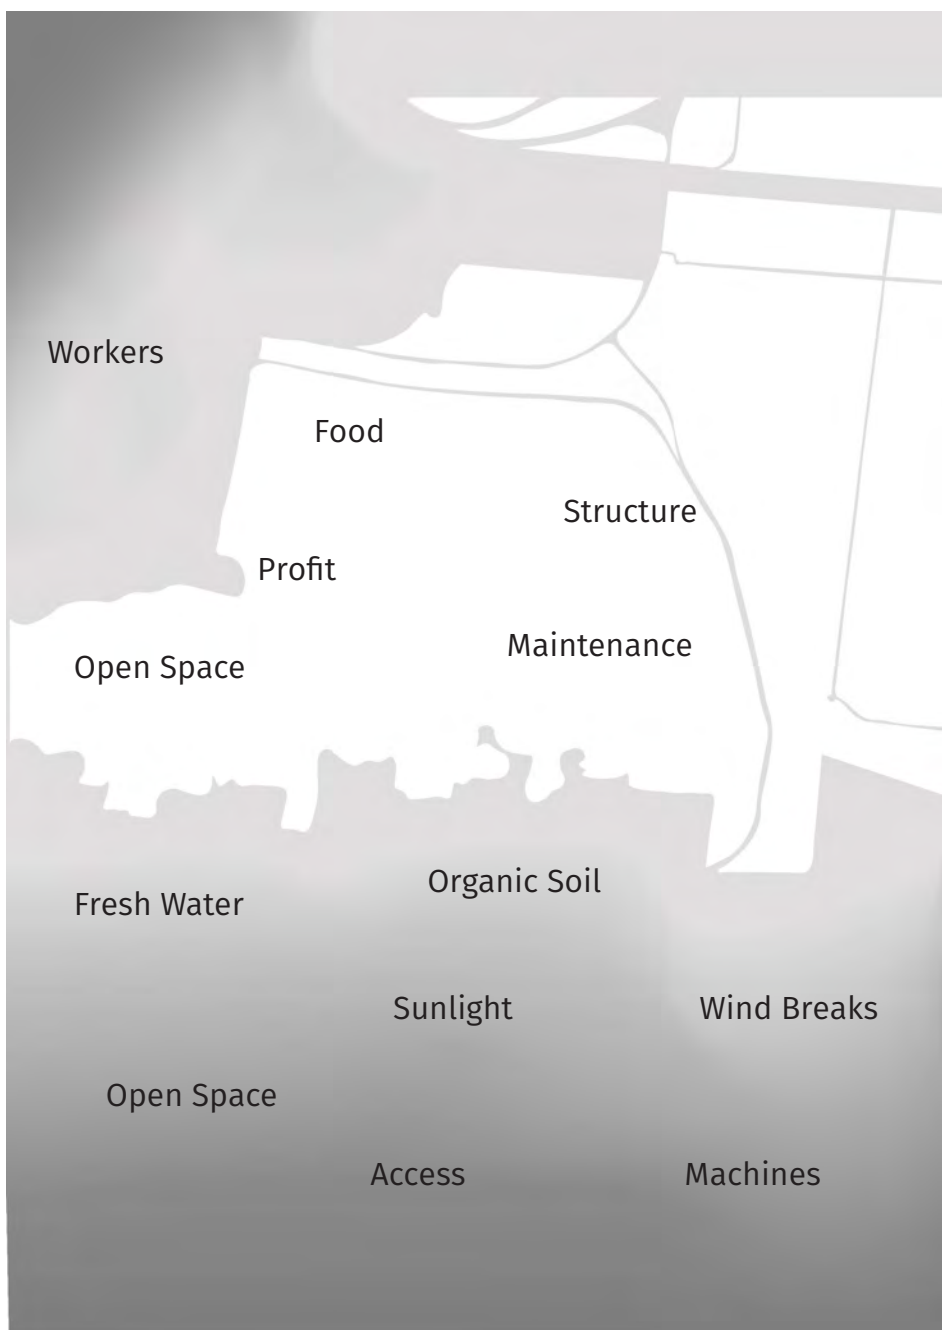 Workers
Food
Structure
Profit
Maintenance
Open Space
Organic Soil
Fresh Water
Sunlight
Wind Breaks
Open Space
Access
Machines